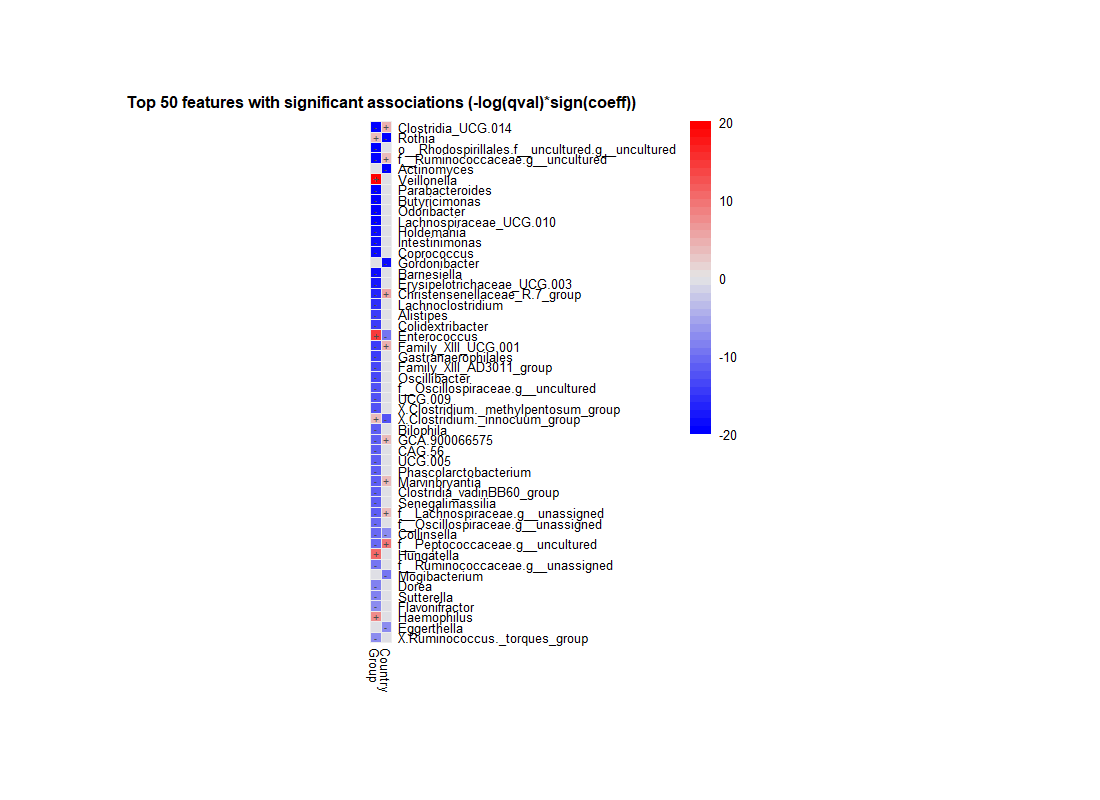 Top 50 features with significant associations (-log(qval)*sign(coeff))
Clostridia_UCG.014
Rothia
o__Rhodospirillales.f__uncultured.g__uncultured
f__Ruminococcaceae.g__uncultured
Actinomyces
Veillonella
Parabacteroides
Butyricimonas
Odoribacter
Lachnospiraceae_UCG.010
Holdemania
Intestinimonas
Coprococcus
Gordonibacter
Barnesiella
Erysipelotrichaceae_UCG.003
Christensenellaceae_R.7_group
Lachnoclostridium
Alistipes
Colidextribacter
Enterococcus
Family_XIII_UCG.001
Gastranaerophilales
Family_XIII_AD3011_group
Oscillibacter
f__Oscillospiraceae.g__uncultured
UCG.009
X.Clostridium._methylpentosum_group
X.Clostridium._innocuum_group
Bilophila
GCA.900066575
CAG.56
UCG.005
Phascolarctobacterium
Marvinbryantia
Clostridia_vadinBB60_group
Senegalimassilia
f__Lachnospiraceae.g__unassigned
f__Oscillospiraceae.g__unassigned
Collinsella
f__Peptococcaceae.g__uncultured
Hungatella
f__Ruminococcaceae.g__unassigned
Mogibacterium
Dorea
Sutterella
Flavonifractor
Haemophilus
Eggerthella
X.Ruminococcus._torques_group
Group
Country
20
10
0
-10
-20